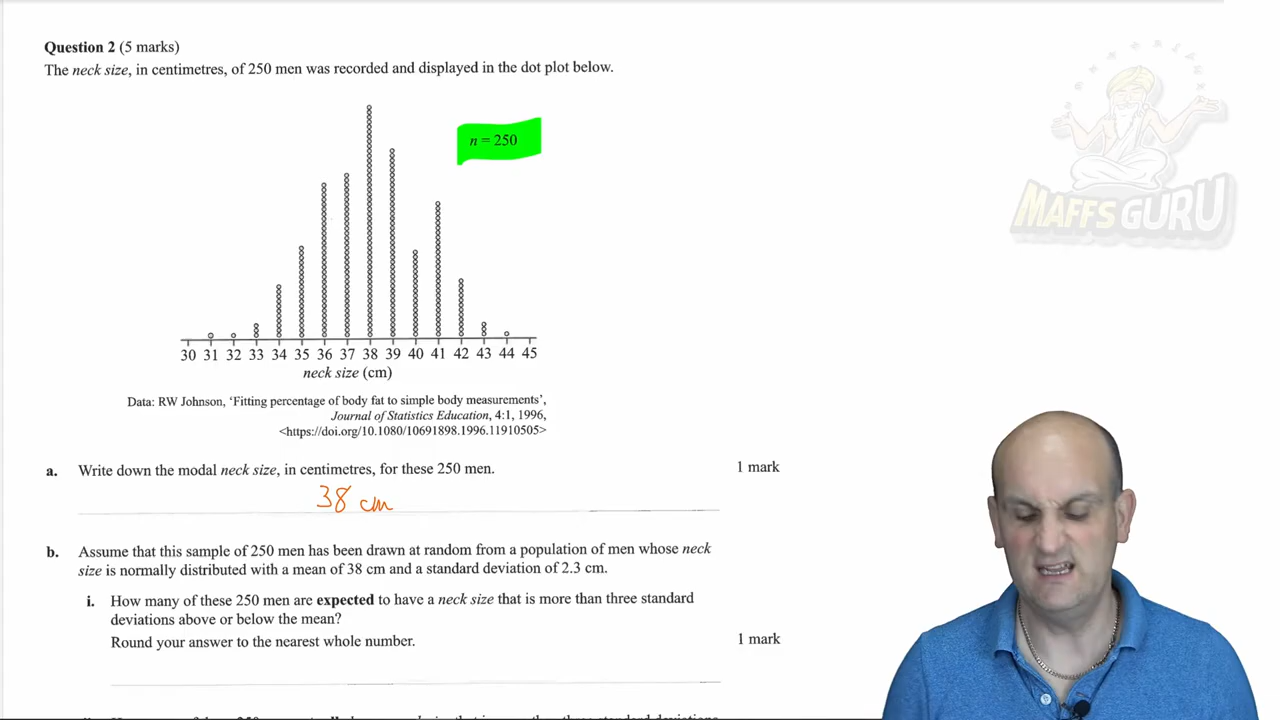 Question 2 (5 marks)
The neck size, in centimetres, of 250 men was recorded and displayed in the dot plot below.
n = 250
30 31 32 33 34 35 36 37 38 39 40 41 42 43 44 45
neck size (cm)
Data: RW Johnson, ‘Fitting percentage of body fat to simple body measurements’,
Journal of Statistics Education, 4:1, 1996,
<https://doi.org/10.1080/10691898.1996.11910505>
a. Write down the modal neck size, in centimetres, for these 250 men. 1 mark
38 cm
b. Assume that this sample of 250 men has been drawn at random from a population of men whose neck
size is normally distributed with a mean of 38 cm and a standard deviation of 2.3 cm.
i. How many of these 250 men are expected to have a neck size that is more than three standard
deviations above or below the mean?
Round your answer to the nearest whole number. 1 mark
MAFFS GURU